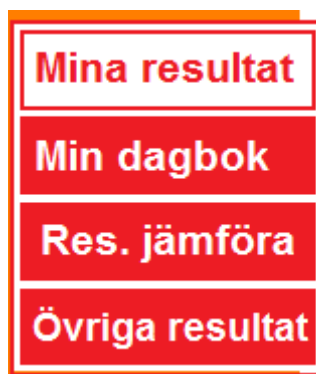 Mina resultat
Min dagbok
Res. jämföra
Övriga resultat